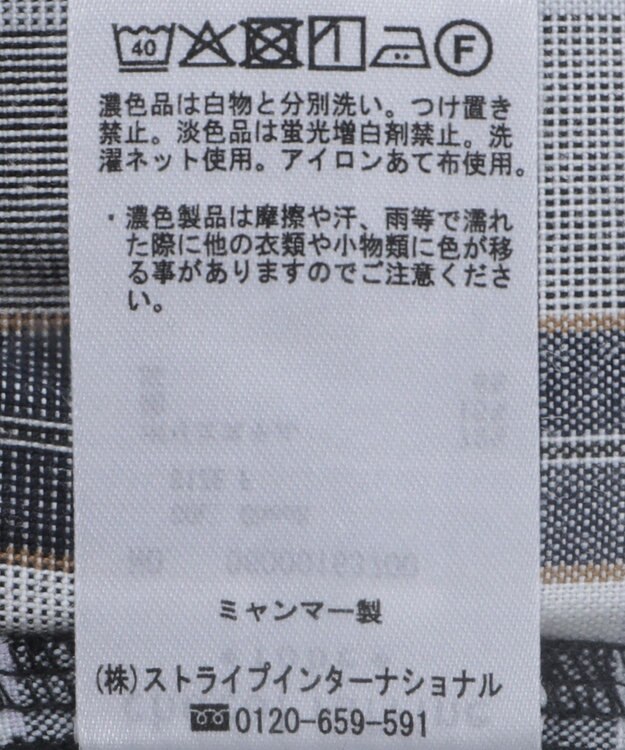 40 F
濃色品は白物と分別洗い。つけ置き
禁止。淡色品は蛍光増白剤禁止。洗
濯ネット使用。アイロンあて布使用。
・濃色製品は摩擦や汗、雨等で濡れ
た際に他の衣類や小物類に色が移
る事がありますのでご注意くださ
い。
ミャンマー製
(株)ストライプインターナショナル
0120-659-591